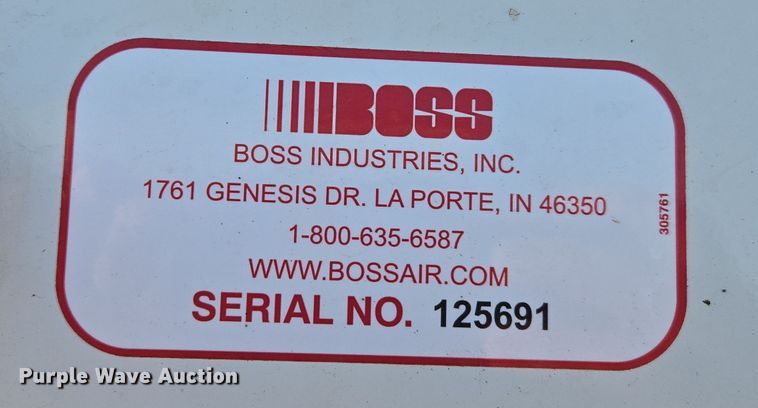 BOSS
BOSS INDUSTRIES, INC.
1761 GENESIS DR. LA PORTE, IN 46350
1-800-635-6587
WWW.BOSSAIR.COM
SERIAL NO. 125691
305761
Purple Wave Auction